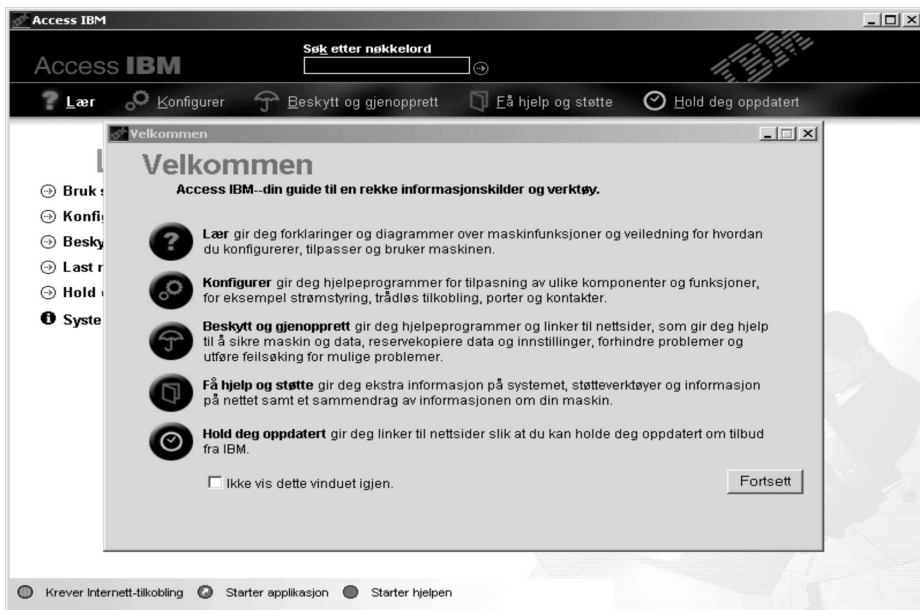 Access IBM
Søk etter nøkkelord
Access IBM
IBM
Lær Konfigurer Beskytt og gjenopprett Få hjelp og støtte Hold deg oppdatert
Velkommen
Velkommen
Access IBM--din guide til en rekke informasjonskilder og verktøy.
Bruk
Lær gir deg forklaringer og diagrammer over maskinfunksjoner og veiledning for hvordan
du konfigurerer, tilpasser og bruker maskinen.
Konfigurer gir deg hjelpeprogrammer for tilpasning av ulike komponenter og funksjoner,
for eksempel strømstyring, trådløs tilkobling, porter og kontakter.
Beskytt og gjenopprett gir deg hjelpeprogrammer og linker til nettsider, som gir deg hjelp
til å sikre maskin og data, reservekopiere data og innstillinger, forhindre problemer og
utføre feilsøking for mulige problemer.
Få hjelp og støtte gir deg ekstra informasjon på systemet, støtteverktøyer og informasjon
på nettet samt et sammendrag av informasjonen om din maskin.
Hold deg oppdatert gir deg linker til nettsider slik at du kan holde deg oppdatert om tilbud
fra IBM.
Konfi
Besky
Last
Hold
Syste
Ikke vis dette vinduet igjen.
Fortsett
Krever Internett-tilkobling Starter applikasjon Starter hjelpen